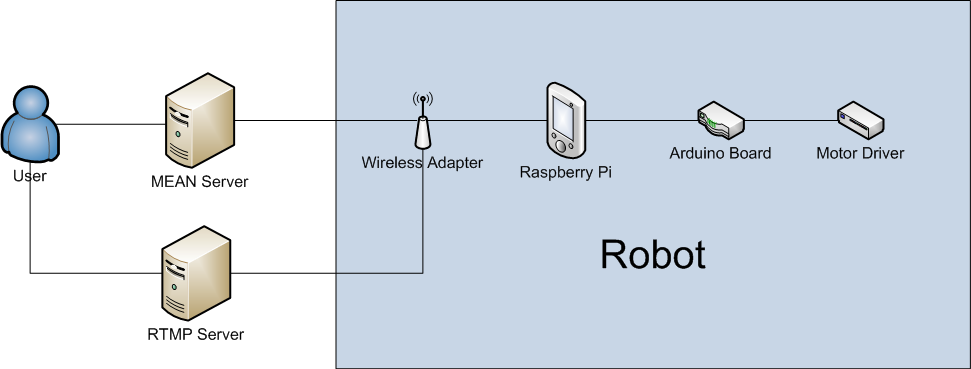 User
MEAN Server
RTMP Server
Wireless Adapter
Raspberry Pi
Arduino Board
Motor Driver
Robot